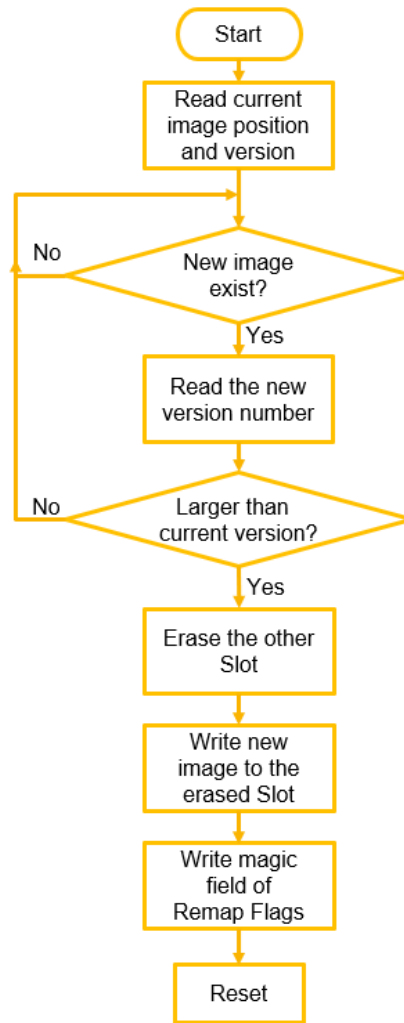 Start
Read current
image position
and version
No
New image
exist?
Yes
Read the new
version number
No
Larger than
current version?
Yes
Erase the other
Slot
Write new
image to the
erased Slot
Write magic
field of
Remap Flags
Reset